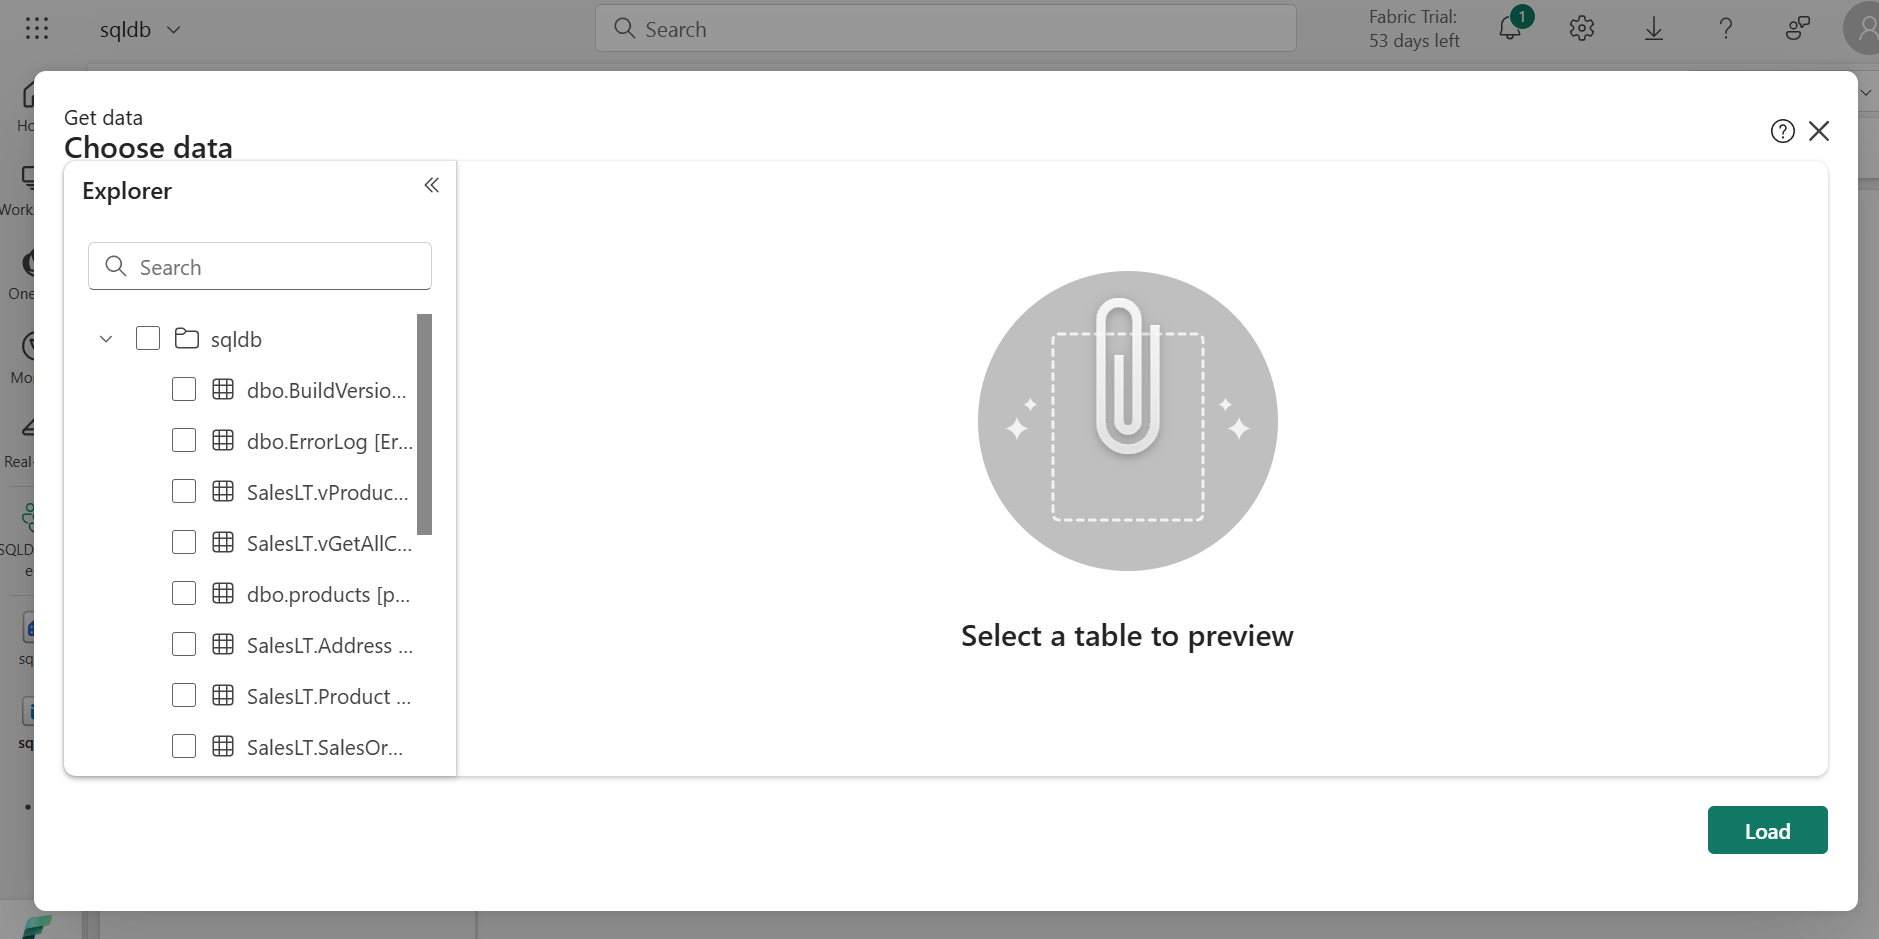 sqldb
Search
Fabric Trial:
53 days left
1
Get data
Choose data
Explorer
Search
sqldb
dbo.BuildVersio...
dbo.ErrorLog [Er...
SalesLT.vProduc...
SalesLT.vGetAllC...
dbo.products [p...
SalesLT.Address ...
SalesLT.Product ...
SalesLT.SalesOr...
Select a table to preview
Load
Ho
Works
One
Mo
Real-
SQLD
e
sq
sq